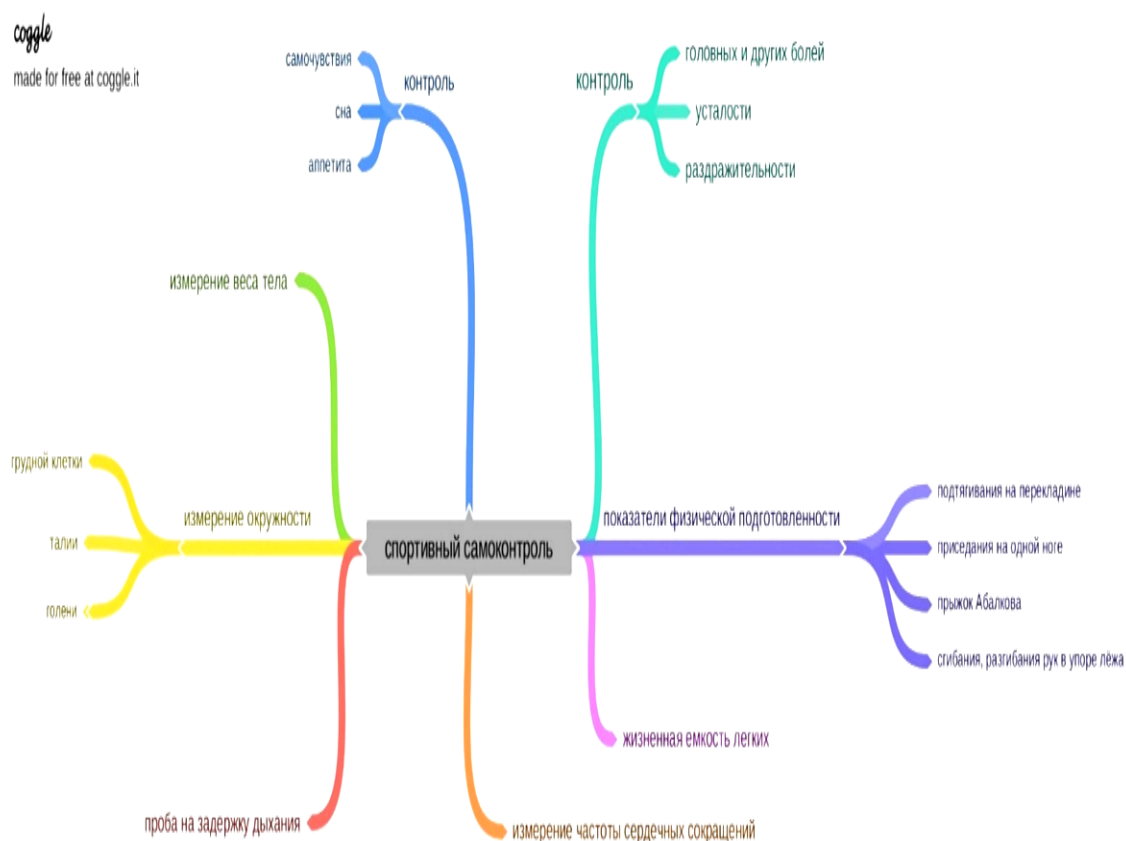 coggle
made for free at coggle.it
самочувствия
контроль
сна
аппетита
контроль
головных и других болей
усталости
раздражительности
измерение веса тела
грудной клетки
измерение окружности
талии
голени
спортивный самоконтроль
показатели физической подготовленности
подтягивания на перекладине
приседания на одной ноге
прыжок Абалкова
сгибания, разгибания рук в упоре лёжа
жизненная емкость легких
проба на задержку дыхания
измерение частоты сердечных сокращений